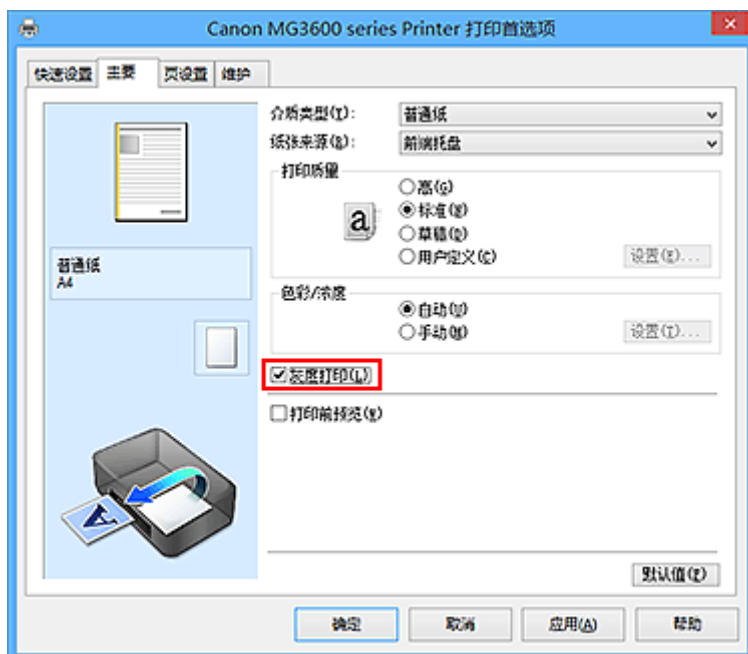 Canon MG3600 series Printer 打印首选项
快速设置 主要 页设置 维护
介质类型(T): 普通纸
纸张来源(R): 前端托盘
打印质量
高(G)
a 标准(N)
草稿(D)
用户定义(C) 设置(E)...
普通纸
A4
色彩/浓度
自动(U)
手动(M) 设置(I)...
灰度打印(L)
打印前预览(V)
A
默认值(F)
确定 取消 应用(A) 帮助